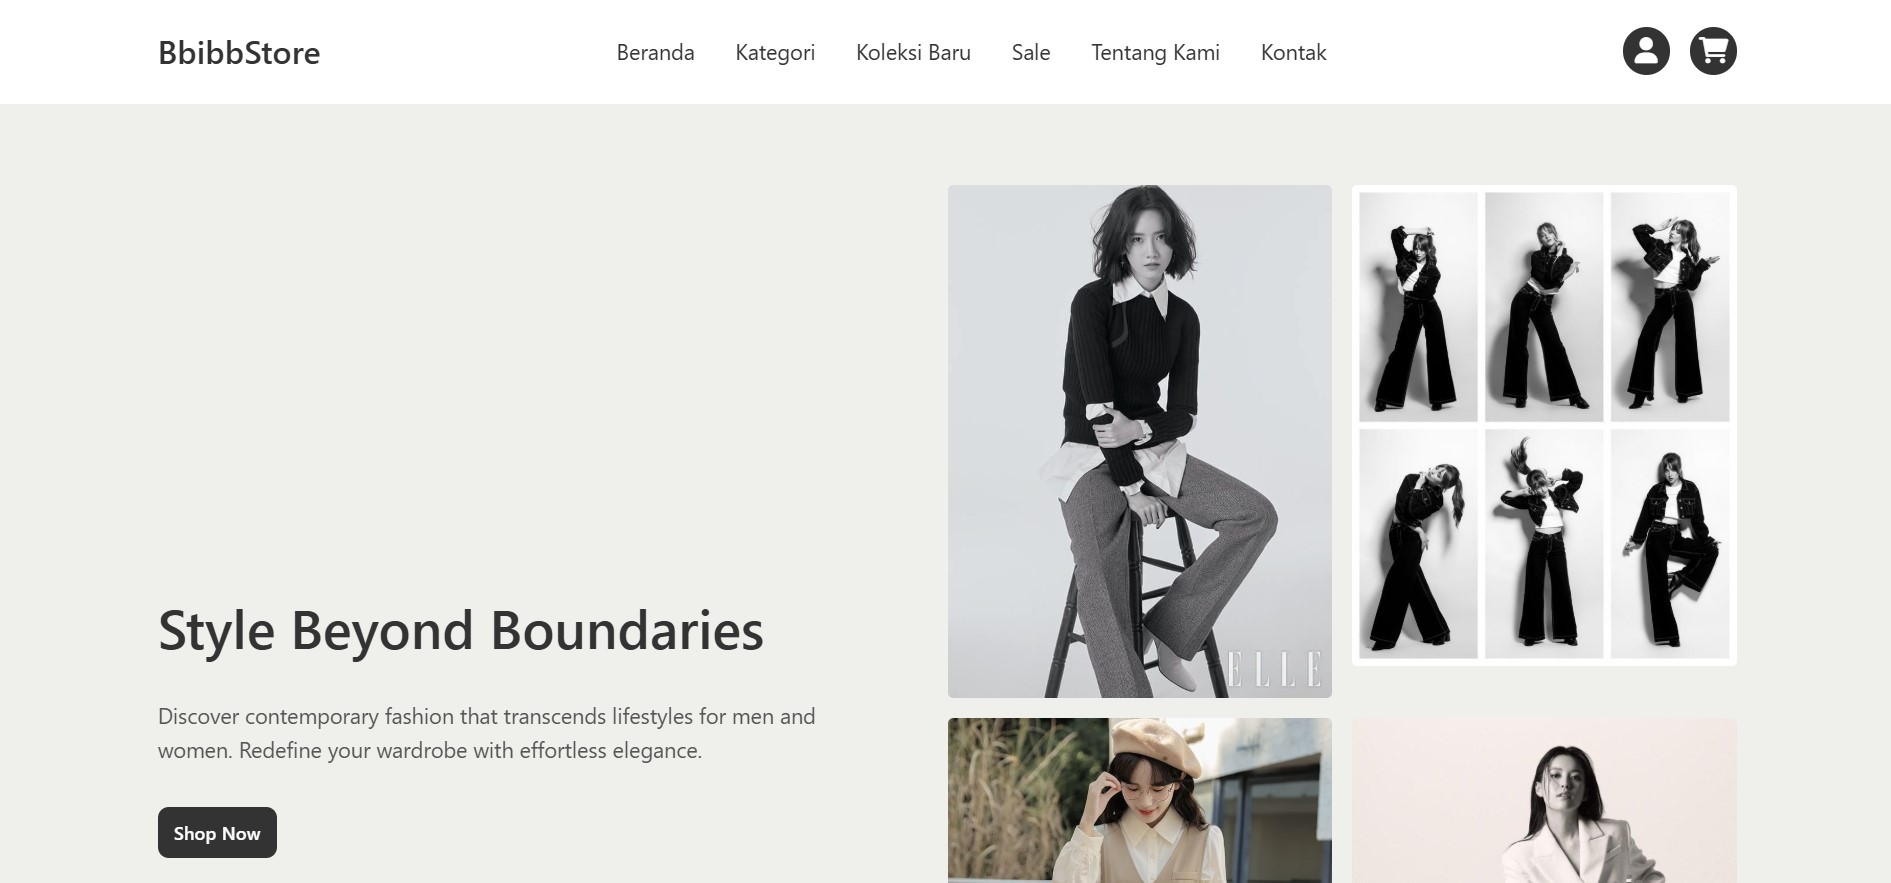 BbibbStore
Beranda
Kategori
Koleksi Baru
Sale
Tentang Kami
Kontak
Style Beyond Boundaries
Discover contemporary fashion that transcends lifestyles for men and
women. Redefine your wardrobe with effortless elegance.
Shop Now
ELLE